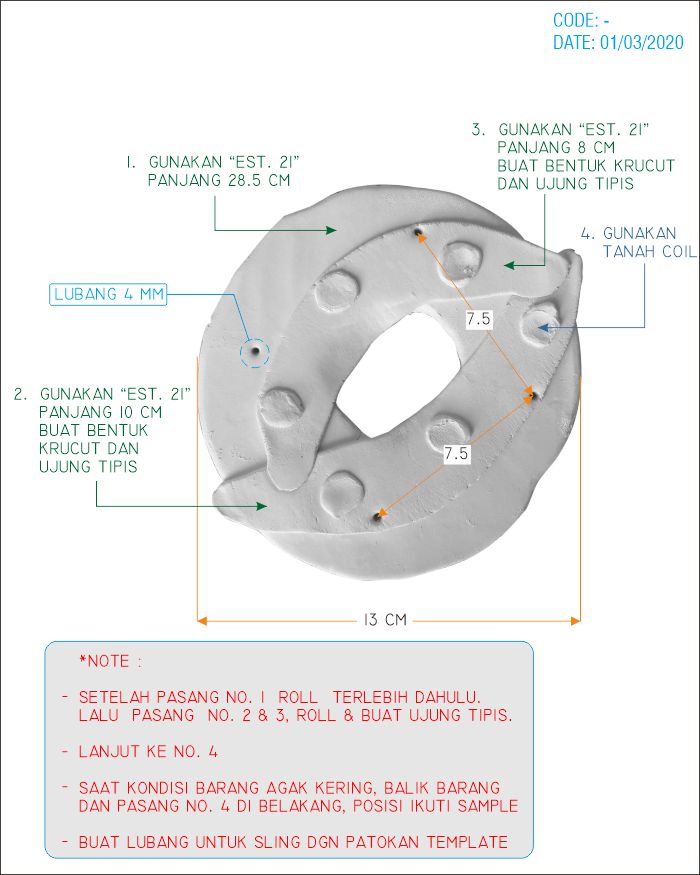 CODE: -
DATE: 01/03/2020
3. GUNAKAN “EST. 21”
PANJANG 8 CM
BUAT BENTUK KRUCUT
DAN UJUNG TIPIS
1. GUNAKAN “EST. 21”
PANJANG 28.5 CM
4. GUNAKAN
TANAH COIL
LUBANG 4 MM
7.5
2. GUNAKAN “EST. 21”
PANJANG 10 CM
BUAT BENTUK
KRUCUT DAN
UJUNG TIPIS
7.5
13 CM
*NOTE :
- SETELAH PASANG NO. 1 ROLL TERLEBIH DAHULU.
LALU PASANG NO. 2 & 3, ROLL & BUAT UJUNG TIPIS.
- LANJUT KE NO. 4
- SAAT KONDISI BARANG AGAK KERING, BALIK BARANG
DAN PASANG NO. 4 DI BELAKANG, POSISI IKUTI SAMPLE
- BUAT LUBANG UNTUK SLING DGN PATOKAN TEMPLATE